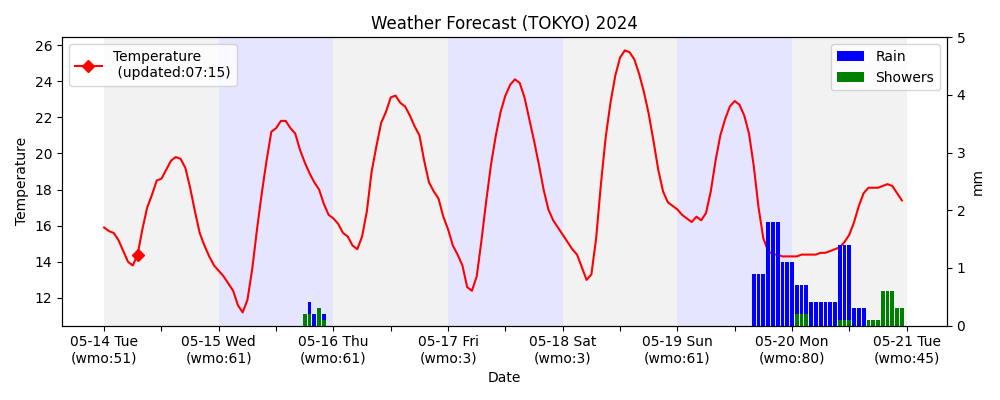 Weather Forecast (TOKYO) 2024
Temperature
(updated:07:15)
Rain
Showers
26
24
22
20
18
16
14
12
Temperature
5
4
3
2
1
0
mm
05-14 Tue
(wmo:51)
05-15 Wed
(wmo:61)
05-16 Thu
(wmo:61)
05-17 Fri
(wmo:3)
05-18 Sat
(wmo:3)
05-19 Sun
(wmo:61)
05-20 Mon
(wmo:80)
05-21 Tue
(wmo:45)
Date